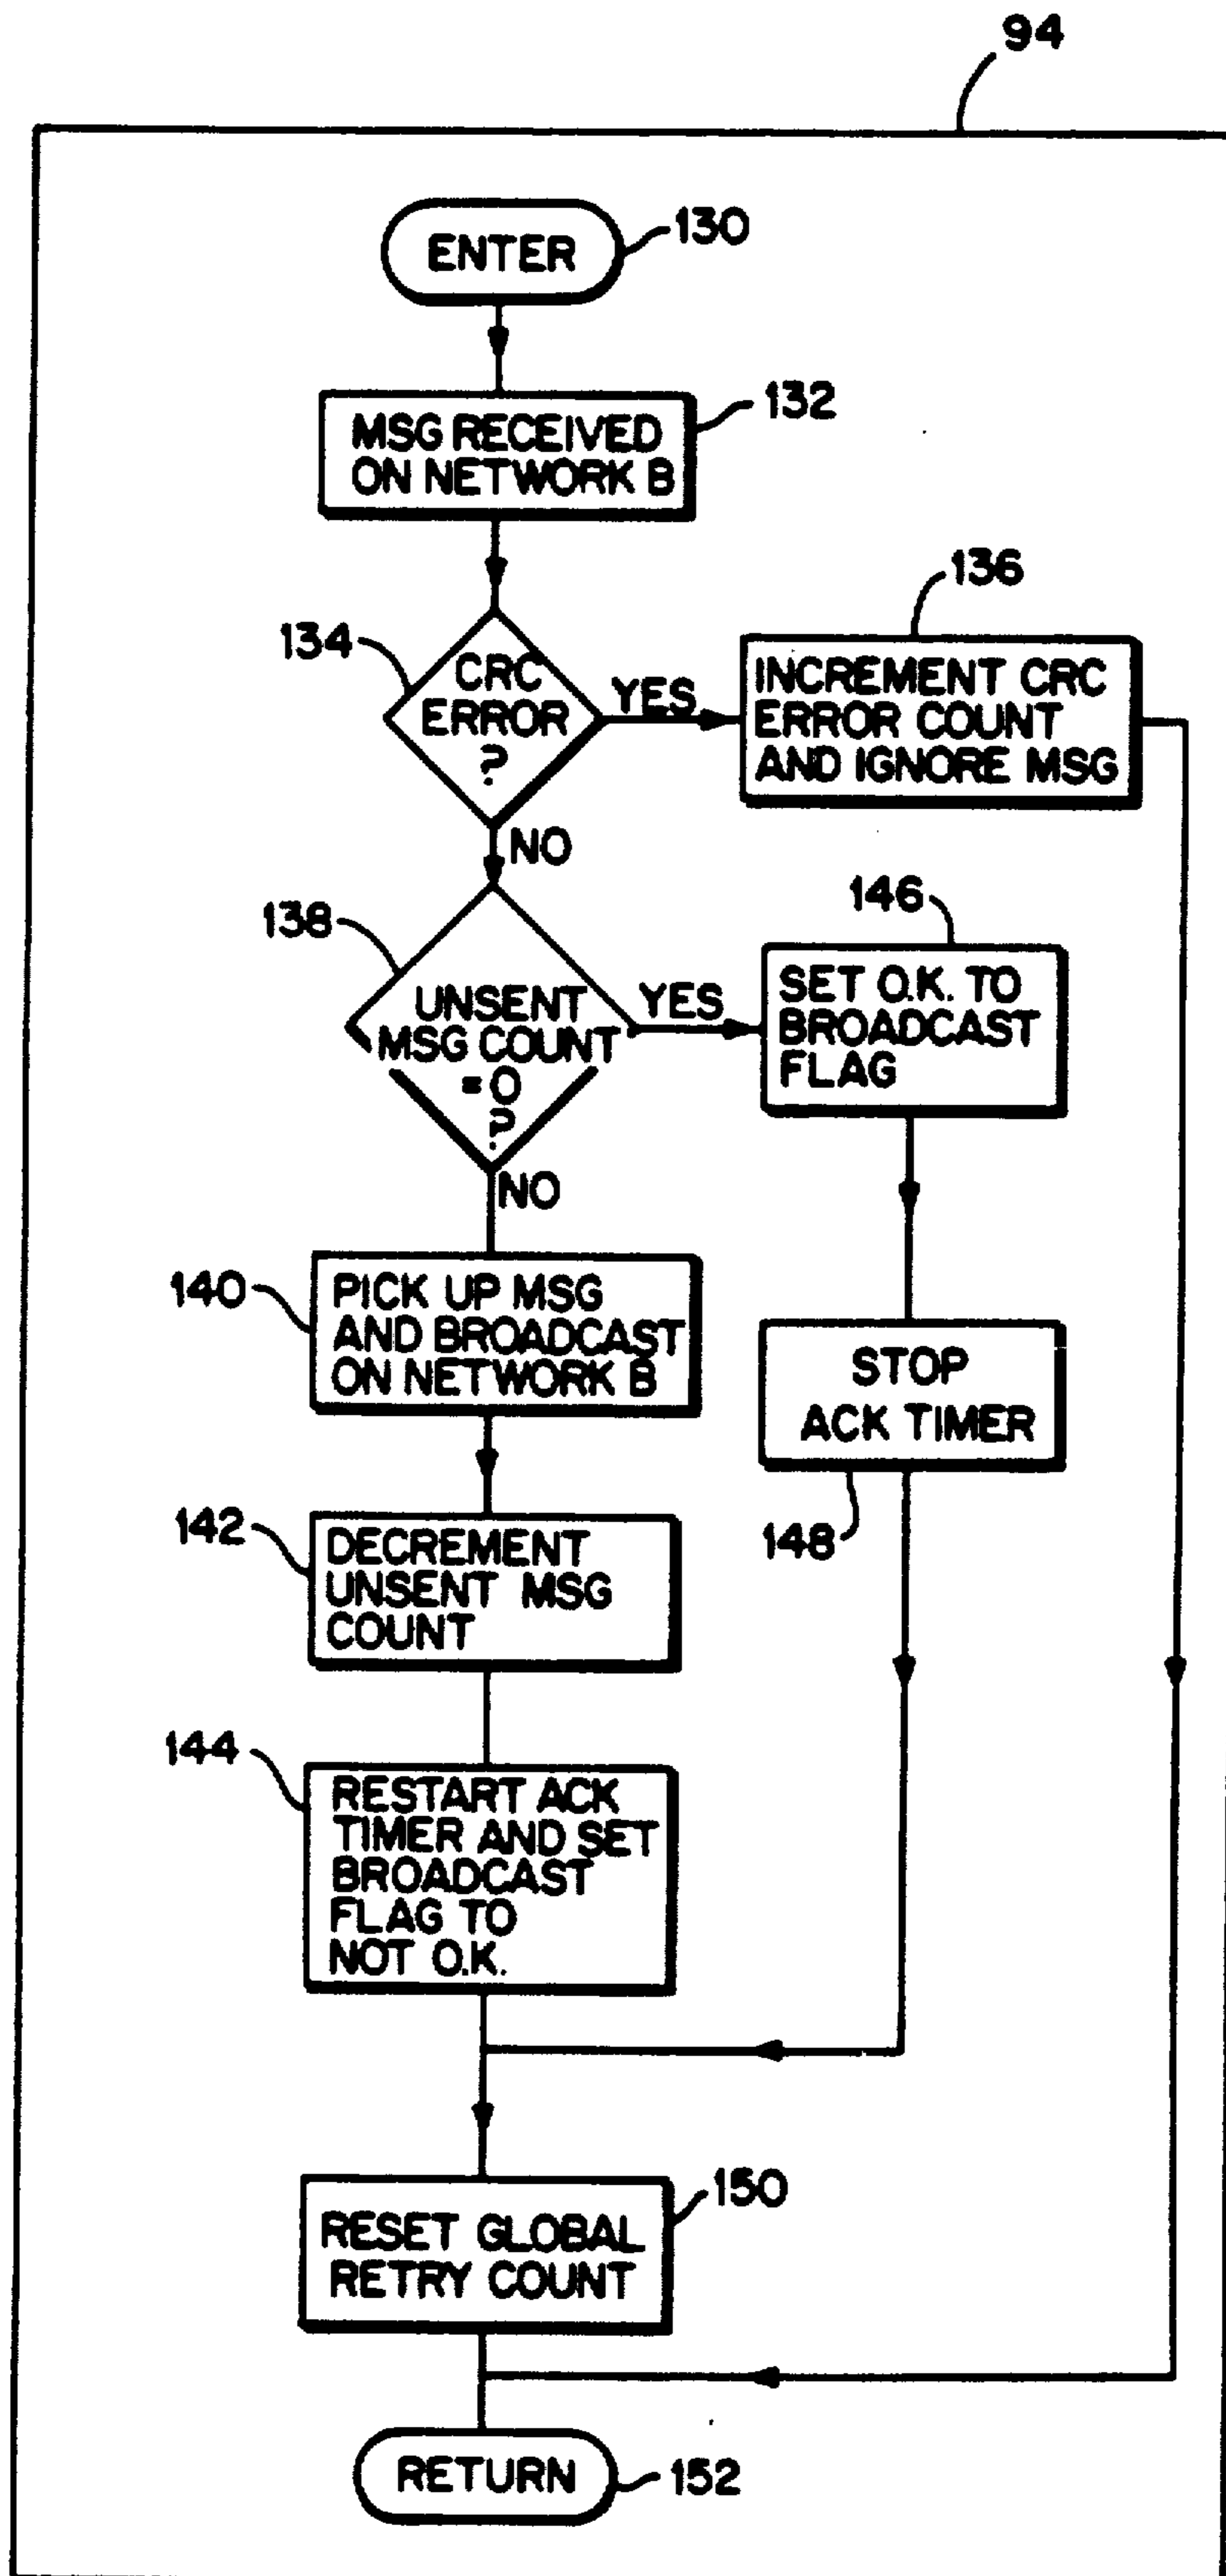 94
ENTER
130
MSG RECEIVED
ON NETWORK B
132
134
CRC
ERROR
?
YES
136
INCREMENT CRC
ERROR COUNT
AND IGNORE MSG
NO
138
UNSENT
MSG COUNT
=0
?
YES
146
SET O.K. TO
BROADCAST
FLAG
NO
140
PICK UP MSG
AND BROADCAST
ON NETWORK B
STOP
ACK TIMER
148
142
DECREMENT
UNSENT MSG
COUNT
144
RESTART ACK
TIMER AND SET
BROADCAST
FLAG TO
NOT O.K.
150
RESET GLOBAL
RETRY COUNT
RETURN
152